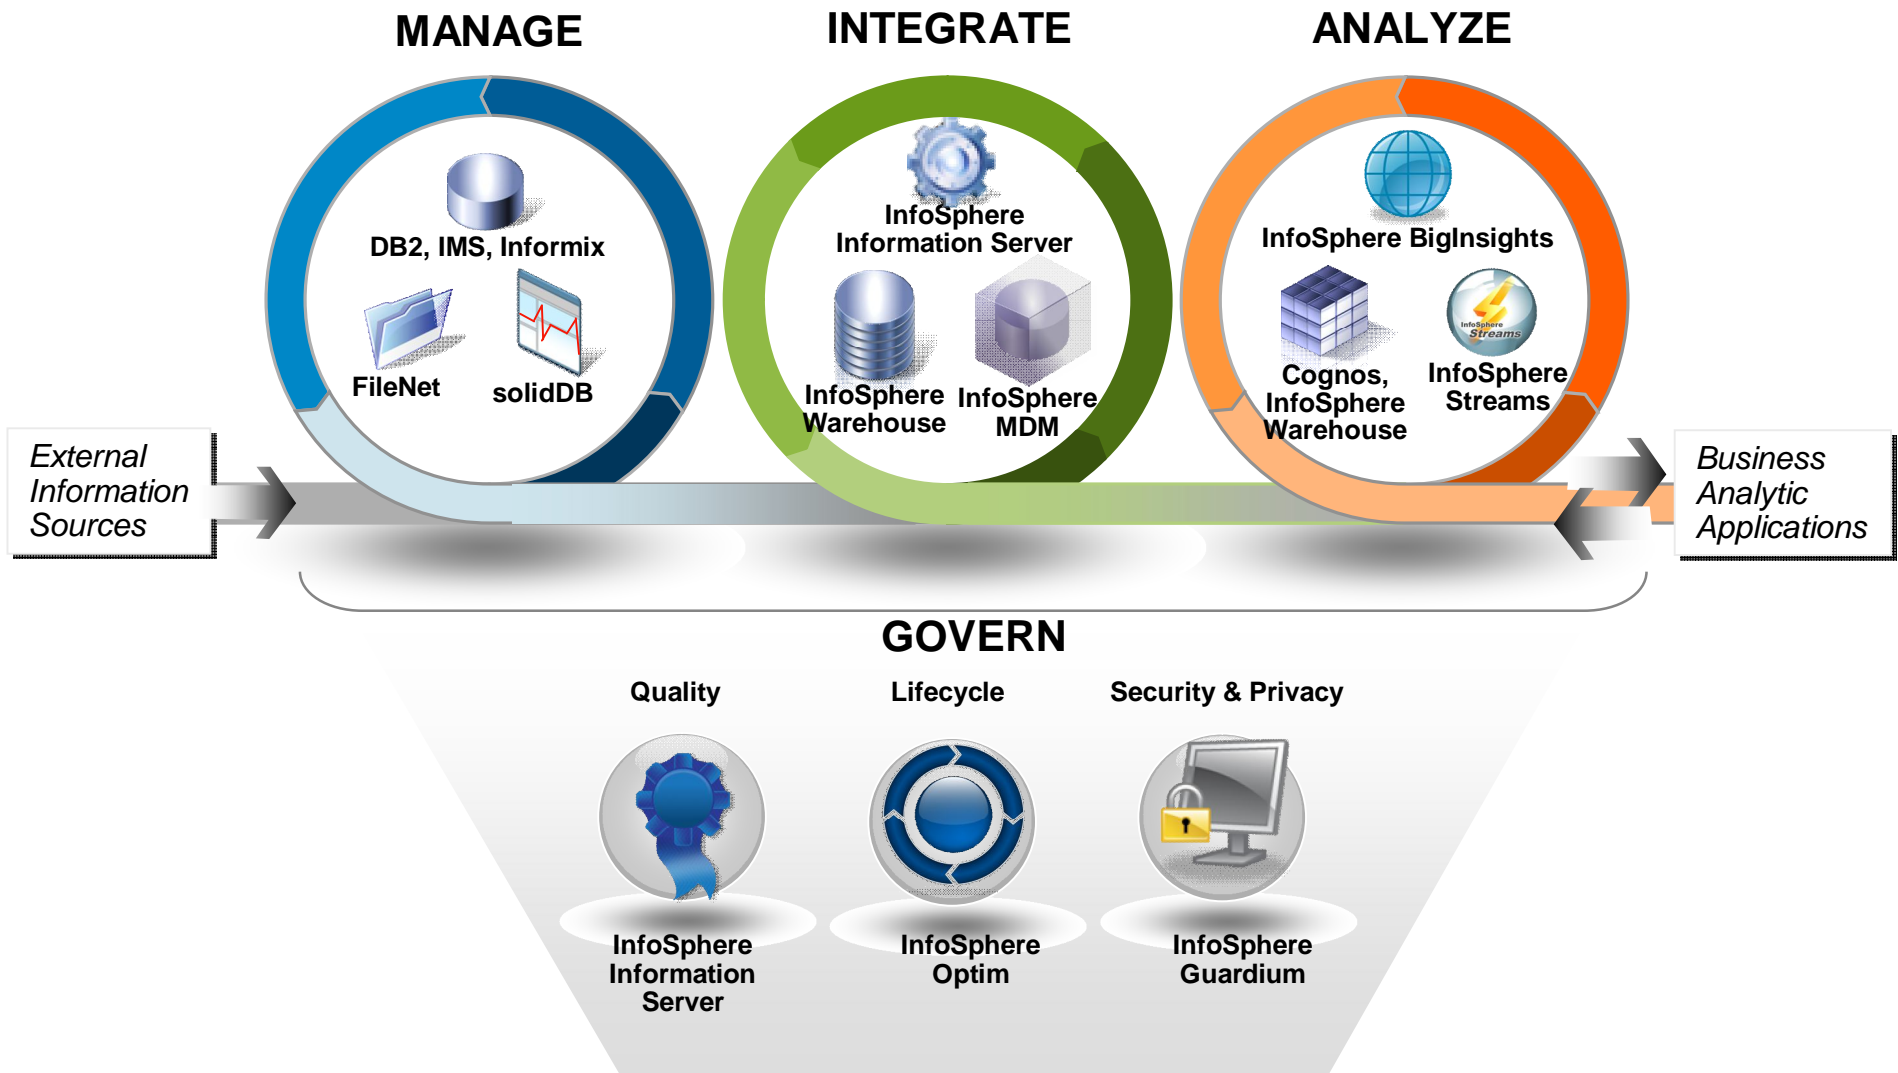 MANAGE
INTEGRATE
ANALYZE
DB2, IMS, Informix
FileNet
solidDB
InfoSphere
Information Server
InfoSphere
Warehouse
InfoSphere
MDM
InfoSphere BigInsights
Cognos,
InfoSphere
Warehouse
InfoSphere
Streams
InfoSphere
Streams
External
Information
Sources
Business
Analytic
Applications
GOVERN
Quality
Lifecycle
Security & Privacy
InfoSphere
Information
Server
InfoSphere
Optim
InfoSphere
Guardium